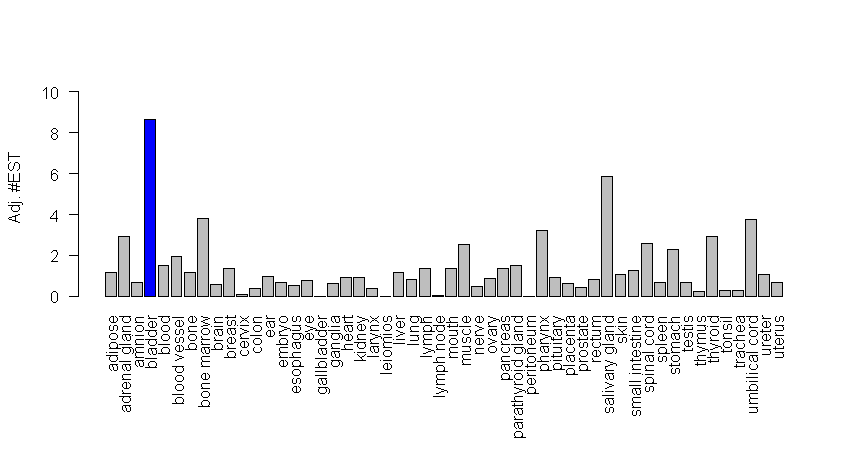 Adj. #EST
10
8
6
4
2
0
adipose
adrenal gland
amnion
bladder
blood
blood vessel
bone
bone marrow
brain
breast
cervix
colon
ear
embryo
esophagus
eye
gallbladder
ganglia
heart
kidney
larynx
leiomios
liver
lung
lymph
lymph node
mouth
muscle
nerve
ovary
pancreas
parathyroid gland
peritoneum
pharynx
pituitary
placenta
prostate
rectum
salivary gland
skin
small intestine
spinal cord
spleen
stomach
testis
thymus
thyroid
tonsil
trachea
umbilical cord
ureter
uterus